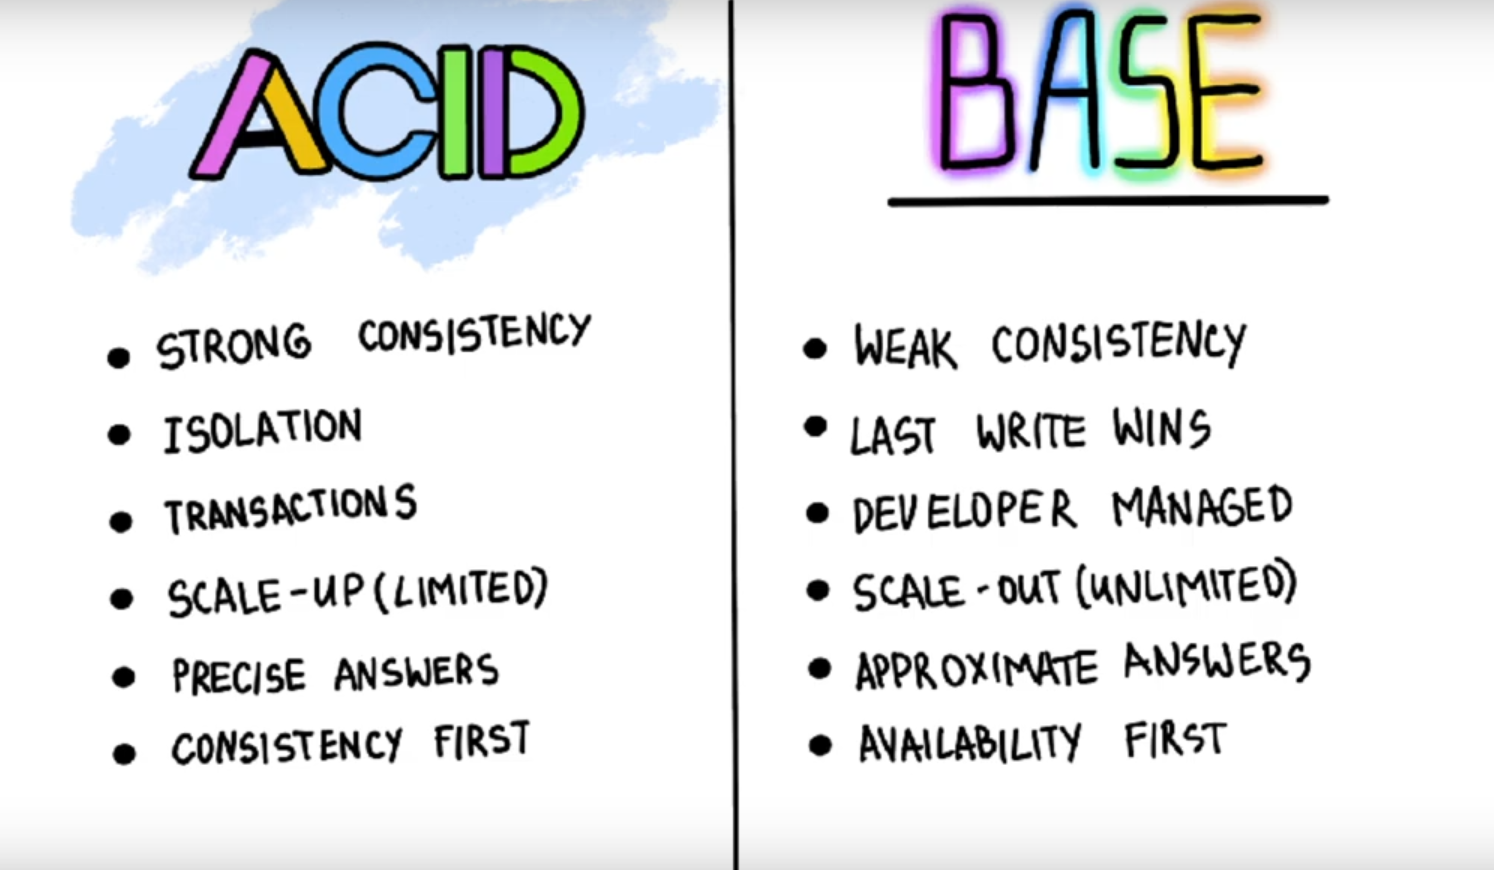 ACID
STRONG CONSISTENCY
ISOLATION
TRANSACTIONS
SCALE-UP (LIMITED)
PRECISE ANSWERS
CONSISTENCY FIRST
BASE
WEAK CONSISTENCY
LAST WRITE WINS
DEVELOPER MANAGED
SCALE-OUT (UNLIMITED)
APPROXIMATE ANSWERS
AVAILABILITY FIRST